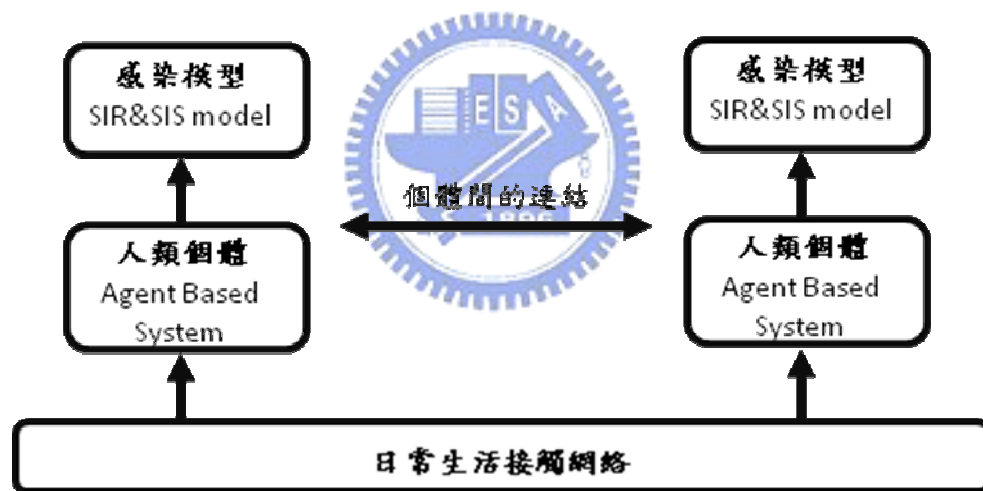 感染模型
SIR&SIS model
感染模型
SIR&SIS model
ESA
個體間的連結
1896
人類個體
Agent Based
System
人類個體
Agent Based
System
日常生活接觸網絡